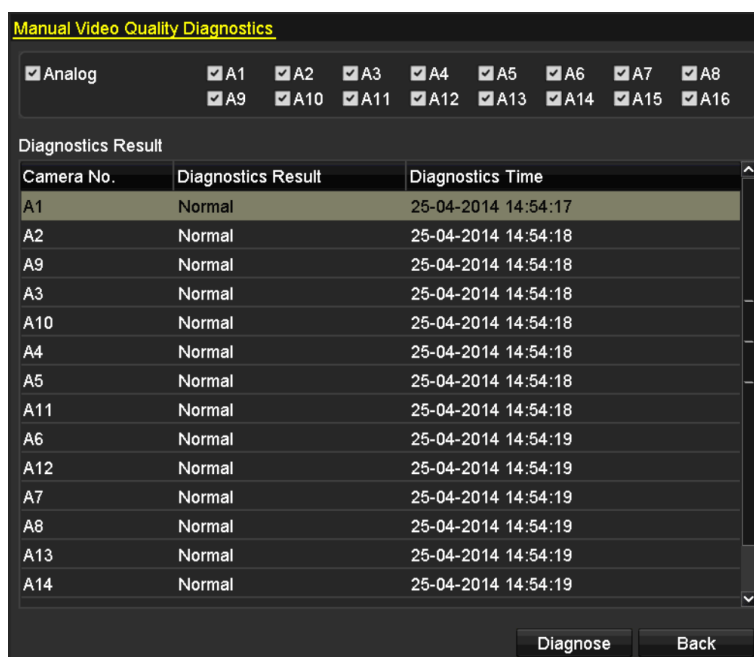 Manual Video Quality Diagnostics
Analog A1 A2 A3 A4 A5 A6 A7 A8
A9 A10 A11 A12 A13 A14 A15 A16
Diagnostics Result
Camera No. Diagnostics Result Diagnostics Time
A1 Normal 25-04-2014 14:54:17
A2 Normal 25-04-2014 14:54:18
A9 Normal 25-04-2014 14:54:18
A3 Normal 25-04-2014 14:54:18
A10 Normal 25-04-2014 14:54:18
A4 Normal 25-04-2014 14:54:18
A5 Normal 25-04-2014 14:54:18
A11 Normal 25-04-2014 14:54:18
A6 Normal 25-04-2014 14:54:19
A12 Normal 25-04-2014 14:54:19
A7 Normal 25-04-2014 14:54:19
A8 Normal 25-04-2014 14:54:19
A13 Normal 25-04-2014 14:54:19
A14 Normal 25-04-2014 14:54:19
Diagnose Back